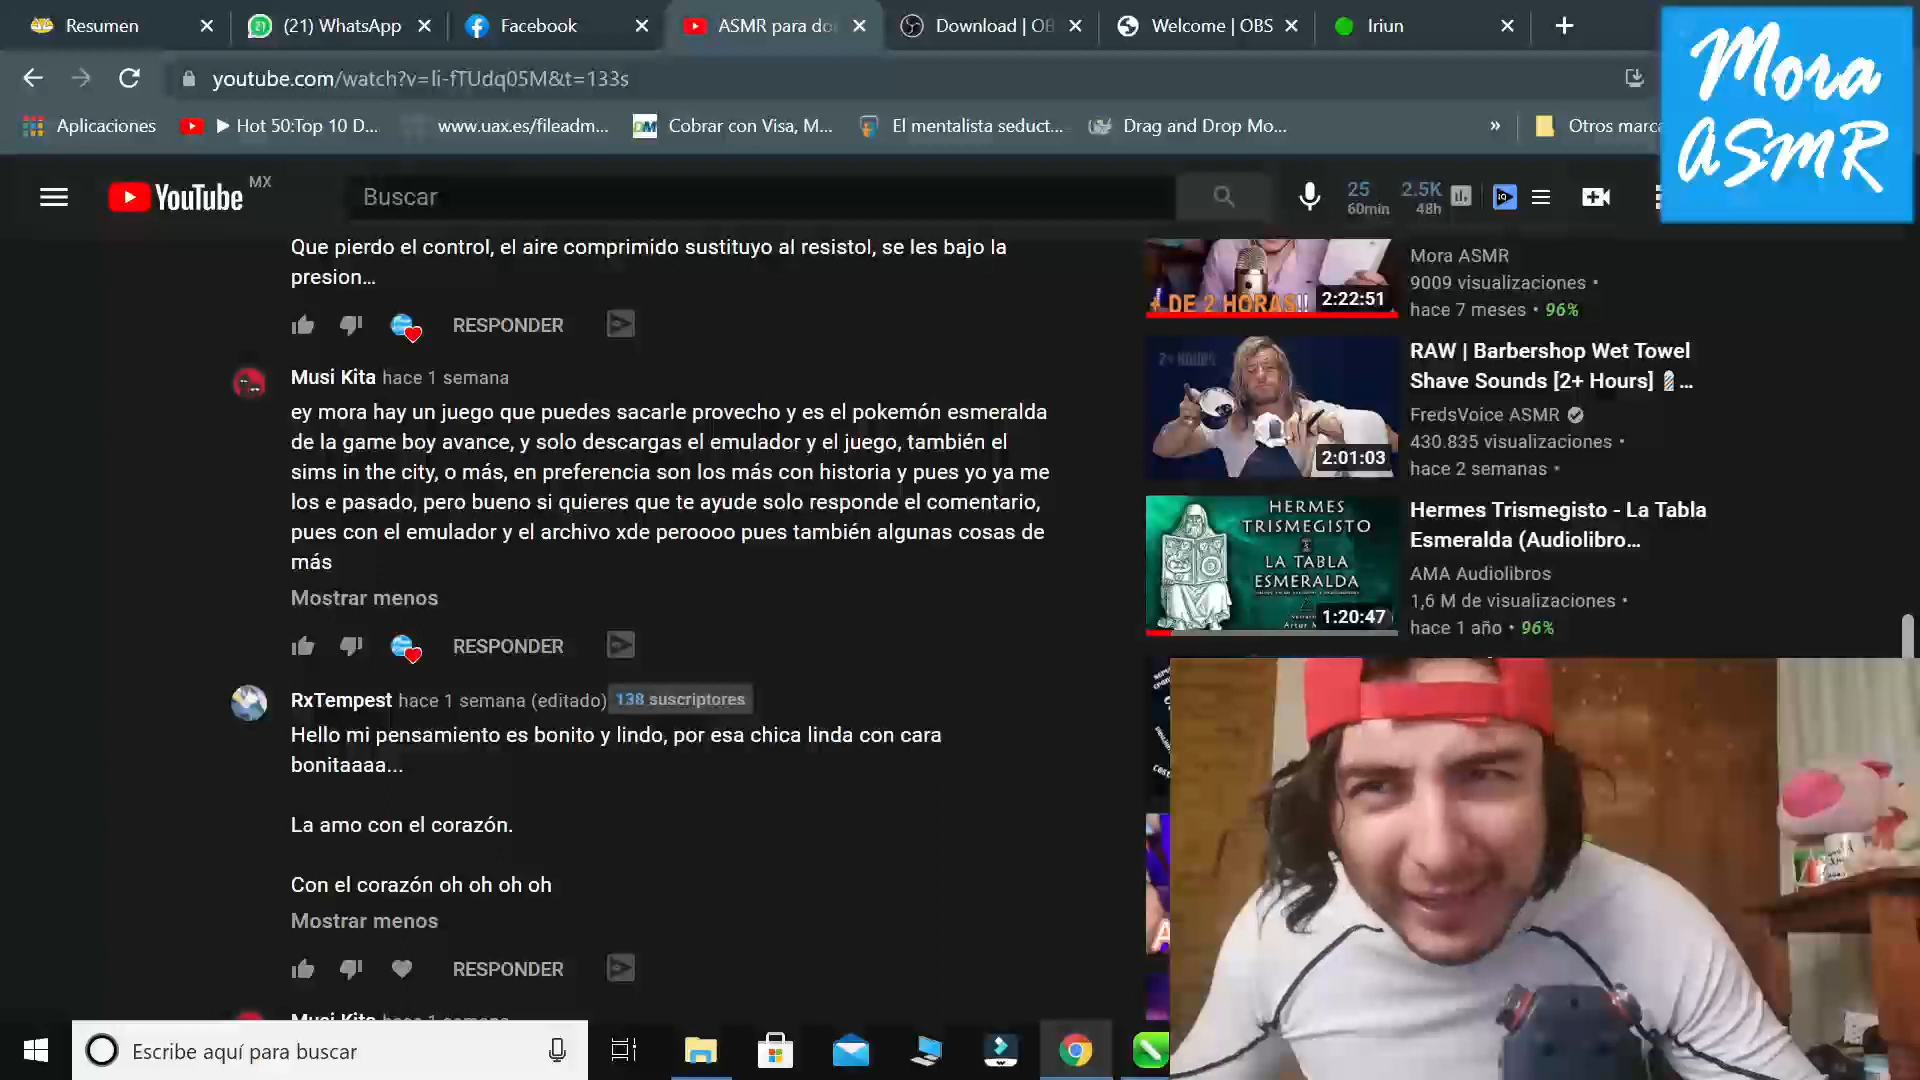 Resumen
(21) WhatsApp
Facebook
ASMR para do
Download | OB
Welcome | OBS
Iriun
youtube.com/watch?v=li-fTUdq05M&t=133s
Aplicaciones
Hot 50:Top 10 D...
www.uax.es/fileadm...
Cobrar con Visa, M...
El mentalista seduct...
Drag and Drop Mo...
»
Otros marca
Mora
ASMR
YouTube MX
Buscar
25
60min
2.5K
48h
Que pierdo el control, el aire comprimido sustituyo al resistol, se les bajo la
presion...
RESPONDER
Musi Kita hace 1 semana
ey mora hay un juego que puedes sacarle provecho y es el pokemón esmeralda
de la game boy avance, y solo descargas el emulador y el juego, también el
sims in the city, o más, en preferencia son los más con historia y pues yo ya me
los e pasado, pero bueno si quieres que te ayude solo responde el comentario,
pues con el emulador y el archivo xde peroooo pues también algunas cosas de
más
Mostrar menos
RESPONDER
RxTempest hace 1 semana (editado) 138 suscriptores
Hello mi pensamiento es bonito y lindo, por esa chica linda con cara
bonitaaaa...
La amo con el corazón.
Con el corazón oh oh oh oh
Mostrar menos
RESPONDER
Musi Kita hace 1 semana
+ DE 2 HORAS!!
2:22:51
Mora ASMR
9009 visualizaciones •
hace 7 meses • 96%
2+ HOURS
2:01:03
RAW | Barbershop Wet Towel
Shave Sounds [2+ Hours] 💈...
FredsVoice ASMR
430.835 visualizaciones •
hace 2 semanas •
HERMES
TRISMEGISTO
LA TABLA
ESMERALDA
1:20:47
Hermes Trismegisto - La Tabla
Esmeralda (Audiolibro...
AMA Audiolibros
1,6 M de visualizaciones •
hace 1 año • 96%
Escribe aquí para buscar